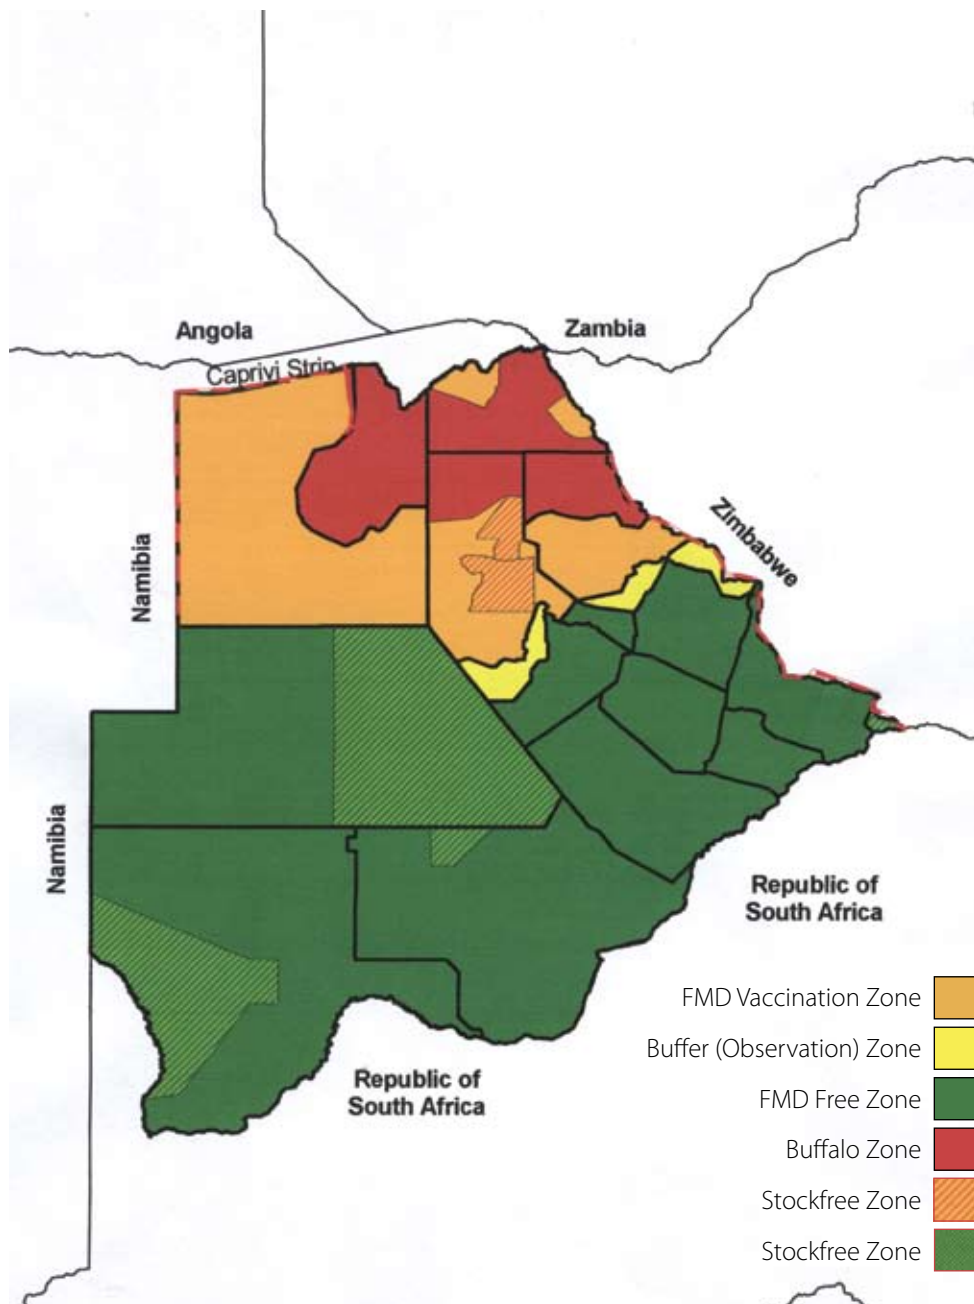 Angola
Zambia
Caprivi Strip
Zimbabwe
Namibia
Namibia
Republic of
South Africa
Republic of
South Africa
FMD Vaccination Zone
Buffer (Observation) Zone
FMD Free Zone
Buffalo Zone
Stockfree Zone
Stockfree Zone